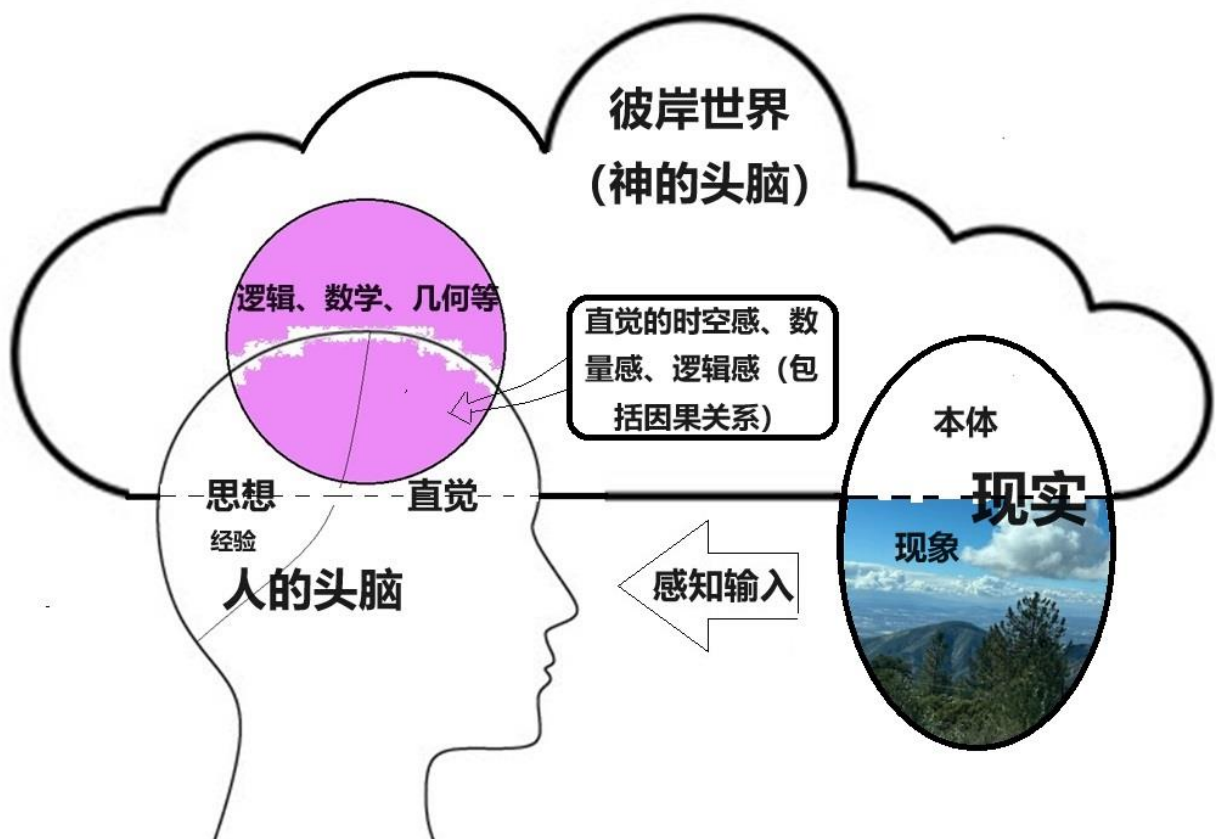 彼岸世界
（神的头脑）
逻辑、数学、几何等
直觉的时空感、数
量感、逻辑感（包
括因果关系）
本体
现实
思想
直觉
经验
现象
人的头脑
感知输入